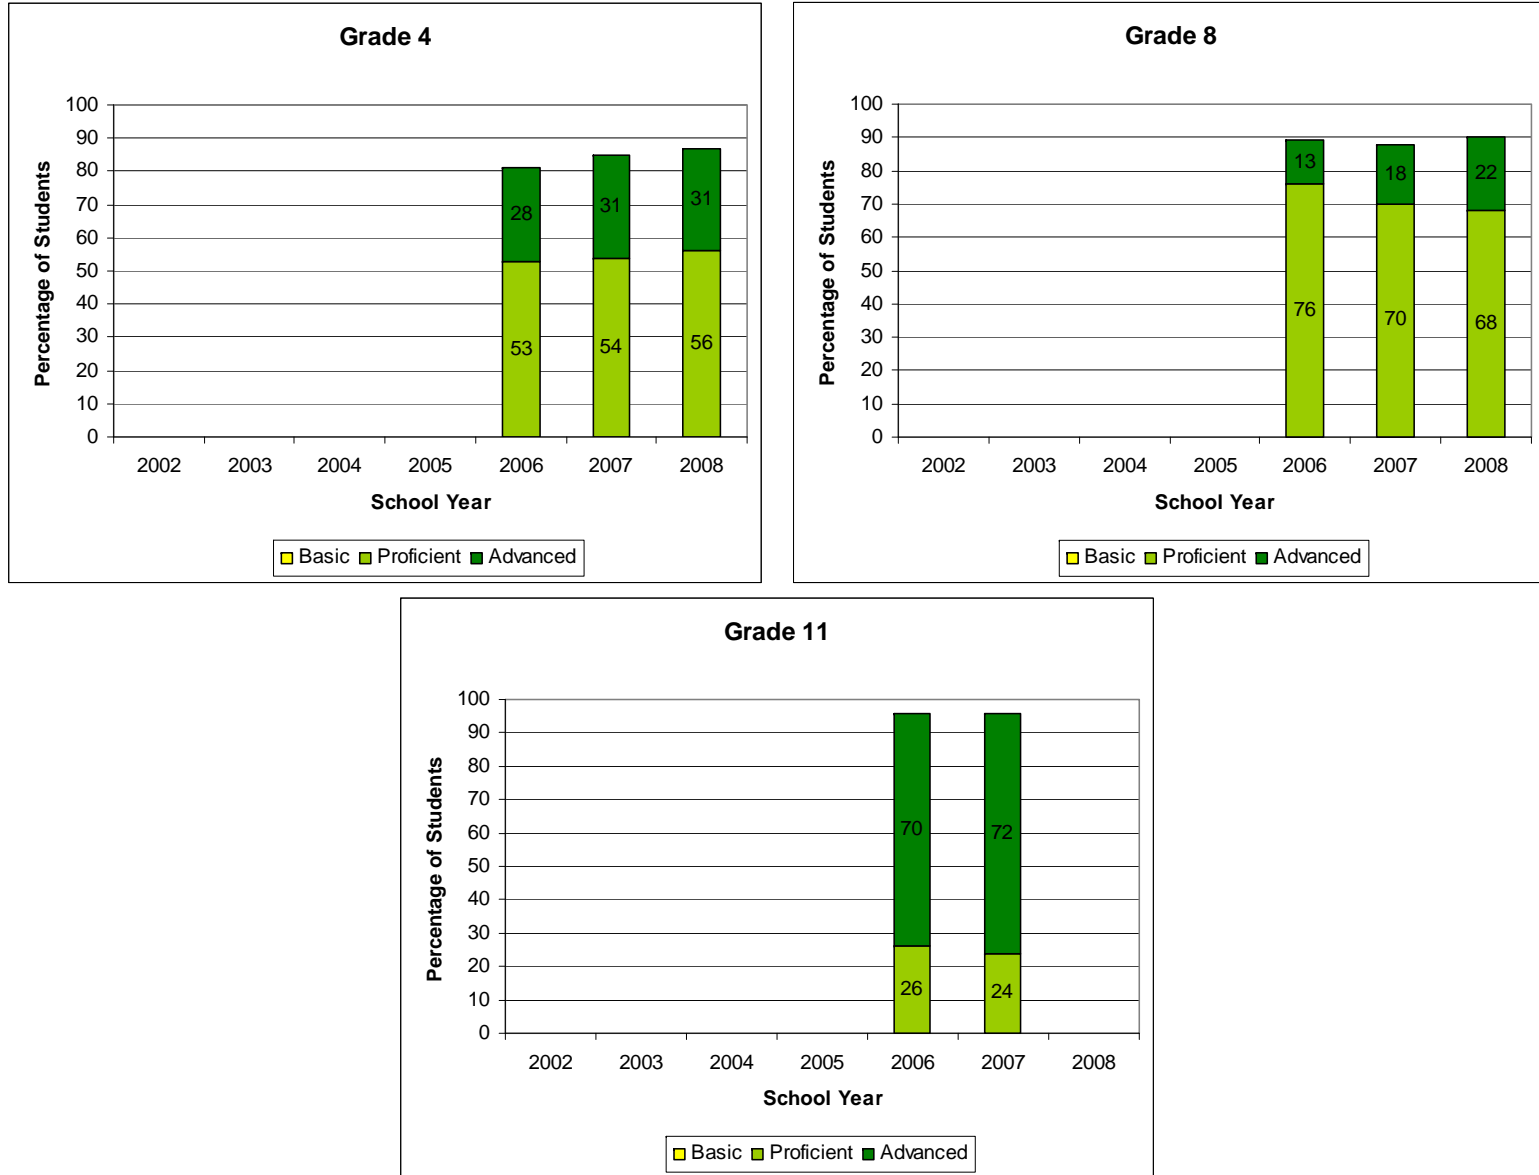 Grade 4
Percentage of Students
100
90
80
70
60
50
40
30
20
10
0
28 31 31
53 54 56
2002 2003 2004 2005 2006 2007 2008
School Year
Basic Proficient Advanced
Grade 8
Percentage of Students
100
90
80
70
60
50
40
30
20
10
0
13 18 22
76 70 68
2002 2003 2004 2005 2006 2007 2008
School Year
Basic Proficient Advanced
Grade 11
Percentage of Students
100
90
80
70
60
50
40
30
20
10
0
70 72
26 24
2002 2003 2004 2005 2006 2007 2008
School Year
Basic Proficient Advanced